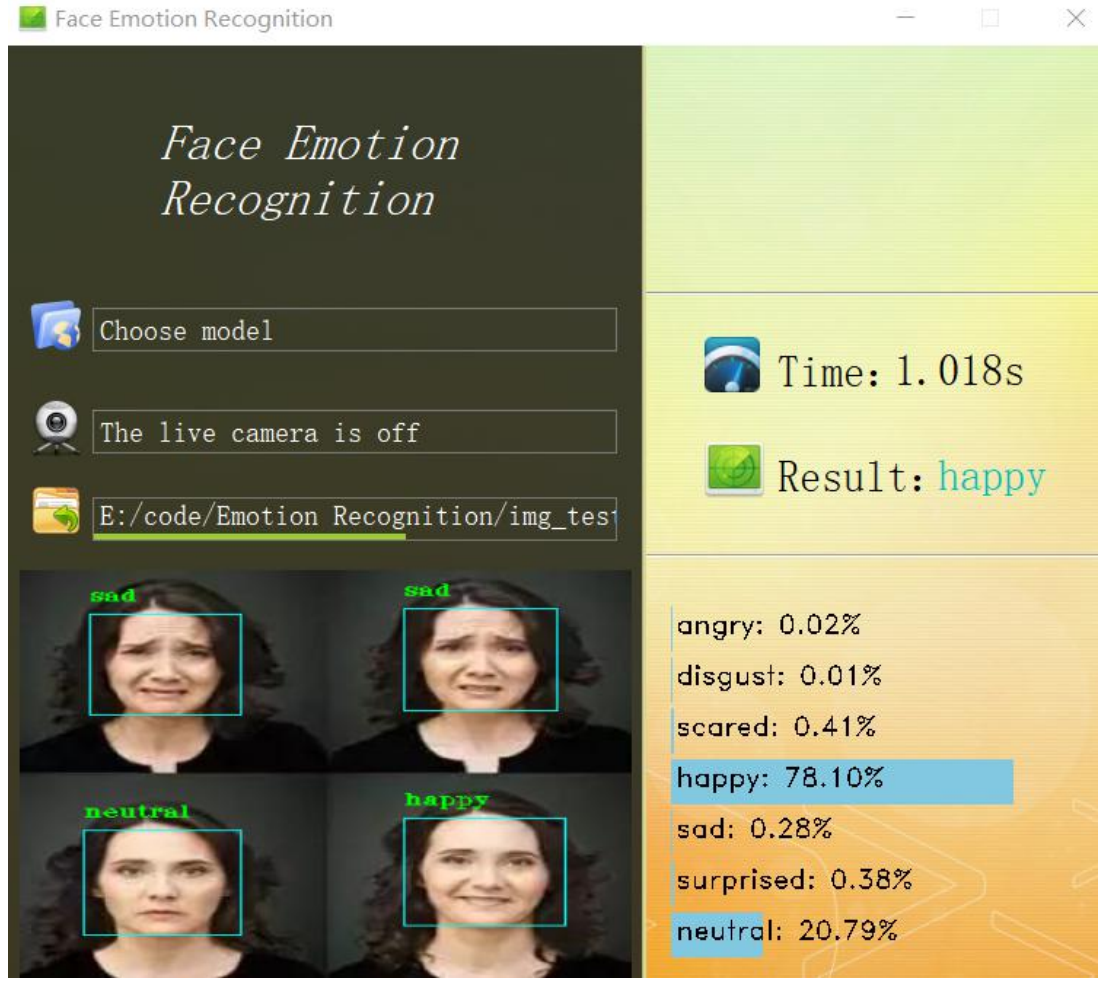 Face Emotion Recognition
Face Emotion
Recognition
Choose model
The live camera is off
E:/code/Emotion Recognition/img_test
sad
sad
neutral
happy
Time: 1.018s
Result: happy
angry: 0.02%
disgust: 0.01%
scared: 0.41%
happy: 78.10%
sad: 0.28%
surprised: 0.38%
neutral: 20.79%